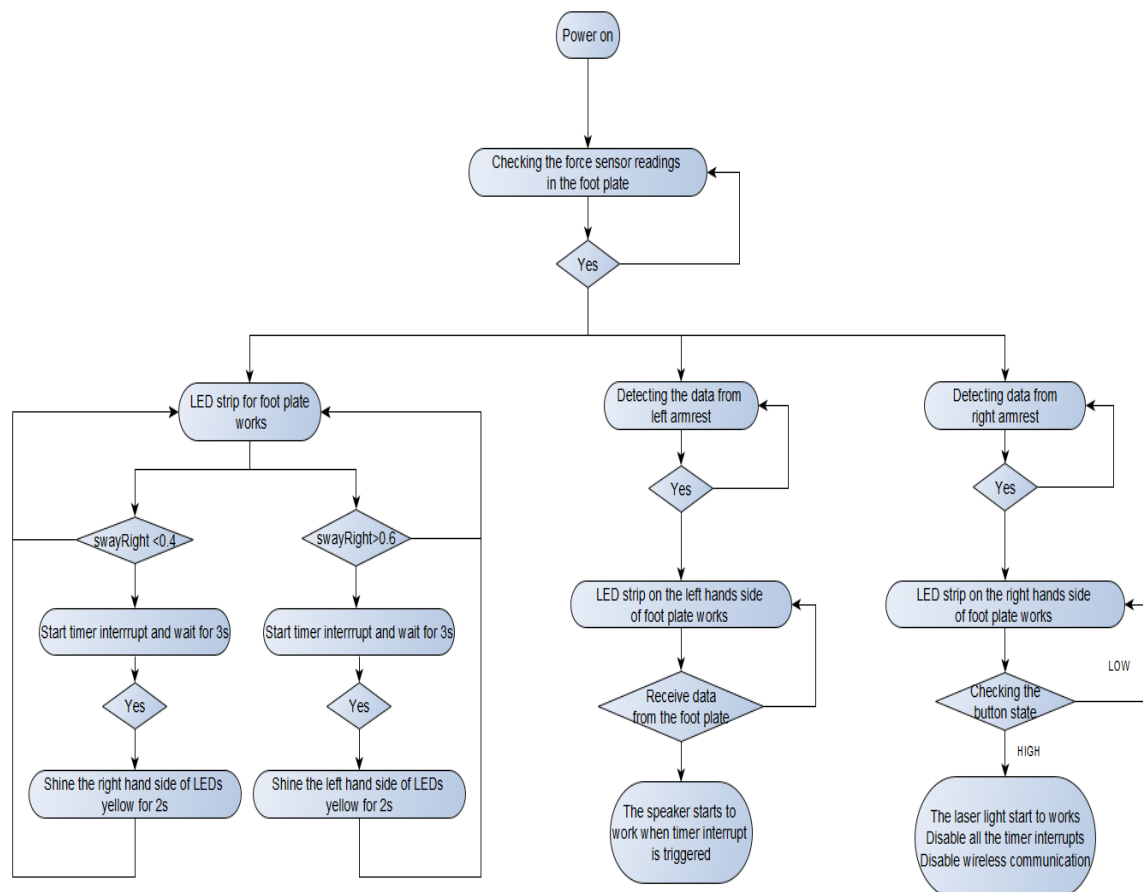 Power on
Checking the force sensor readings
in the foot plate
Yes
LED strip for foot plate
works
swayRight <0.4
swayRight>0.6
Start timer interrrupt and wait for 3s
Start timer interrrupt and wait for 3s
Yes
Yes
Shine the right hand side of LEDs
yellow for 2s
Shine the left hand side of LEDs
yellow for 2s
Detecting the data from
left armrest
Yes
LED strip on the left hands side
of foot plate works
Receive data
from the foot plate
The speaker starts to
work when timer interrupt
is triggered
Detecting data from
right armrest
Yes
LED strip on the right hands side
of foot plate works
LOW
Checking the
button state
HIGH
The laser light start to works
Disable all the timer interrupts
Disable wireless communication